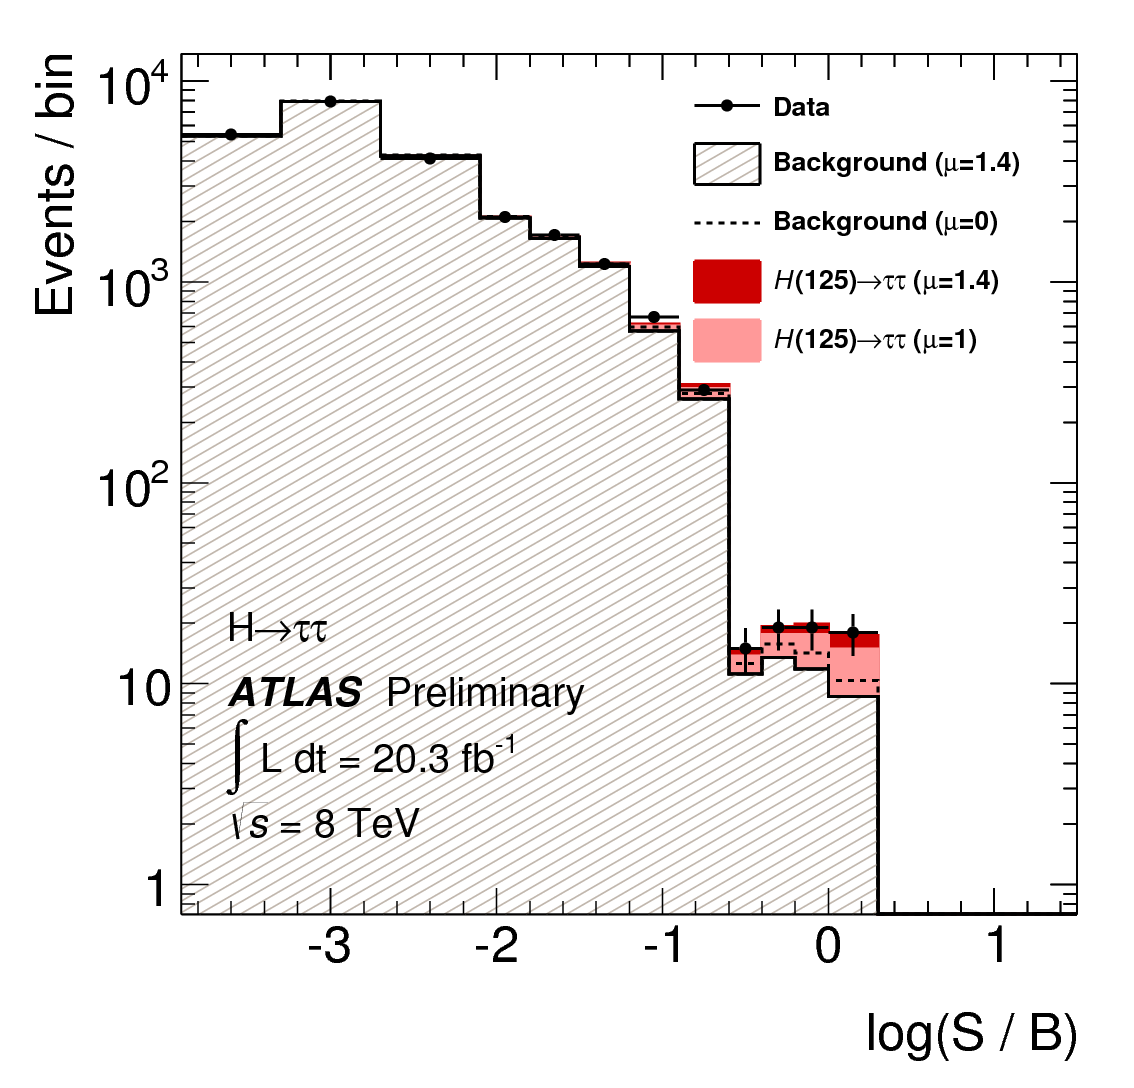 Events / bin
10⁴
10³
10²
10
1
Data
Background (μ=1.4)
Background (μ=0)
H(125)→ττ (μ=1.4)
H(125)→ττ (μ=1)
H→ττ
ATLAS Preliminary
∫ L dt = 20.3 fb⁻¹
√s = 8 TeV
-3 -2 -1 0 1
log(S / B)